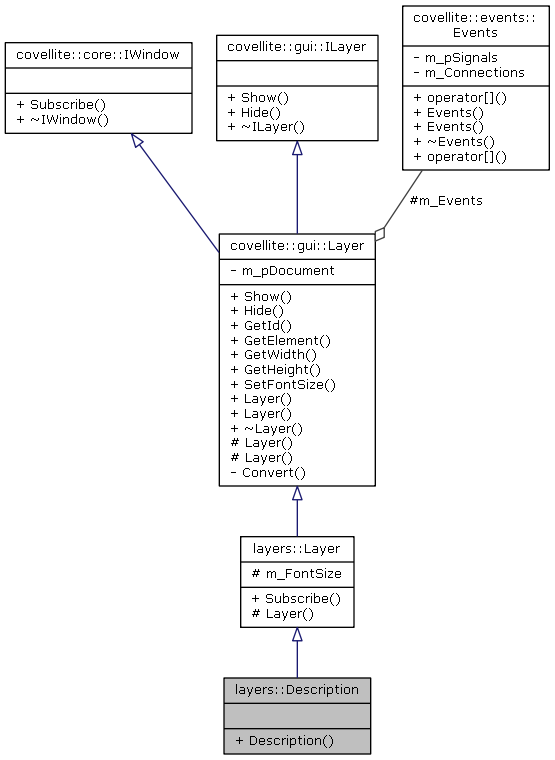 covellite::core::IWindow
+ Subscribe()
+ ~IWindow()
covellite::gui::ILayer
+ Show()
+ Hide()
+ ~ILayer()
covellite::events::
Events
- m_pSignals
- m_Connections
+ operator[]()
+ Events()
+ Events()
+ ~Events()
+ operator[]()
#m_Events
covellite::gui::Layer
- m_pDocument
+ Show()
+ Hide()
+ GetId()
+ GetElement()
+ GetWidth()
+ GetHeight()
+ SetFontSize()
+ Layer()
+ Layer()
+ ~Layer()
# Layer()
# Layer()
- Convert()
layers::Layer
# m_FontSize
+ Subscribe()
# Layer()
layers::Description
+ Description()